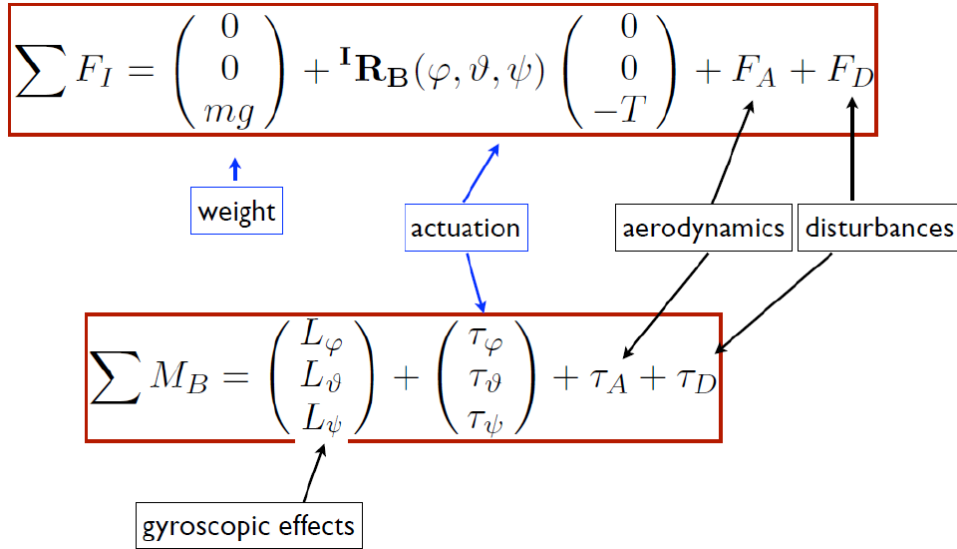 ∑ F_I = ( 0 0 mg ) + ᴵR_B(φ, ϑ, ψ) ( 0 0 −T ) + F_A + F_D
weight
actuation
aerodynamics
disturbances
∑ M_B = ( L_φ L_ϑ L_ψ ) + ( τ_φ τ_ϑ τ_ψ ) + τ_A + τ_D
gyroscopic effects